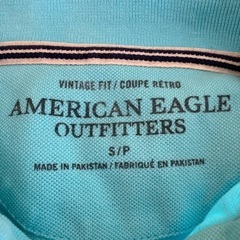 VINTAGE FIT / COUPE RÉTRO
AMERICAN EAGLE
OUTFITTERS
S/P
MADE IN PAKISTAN / FABRIQUÉ EN PAKISTAN